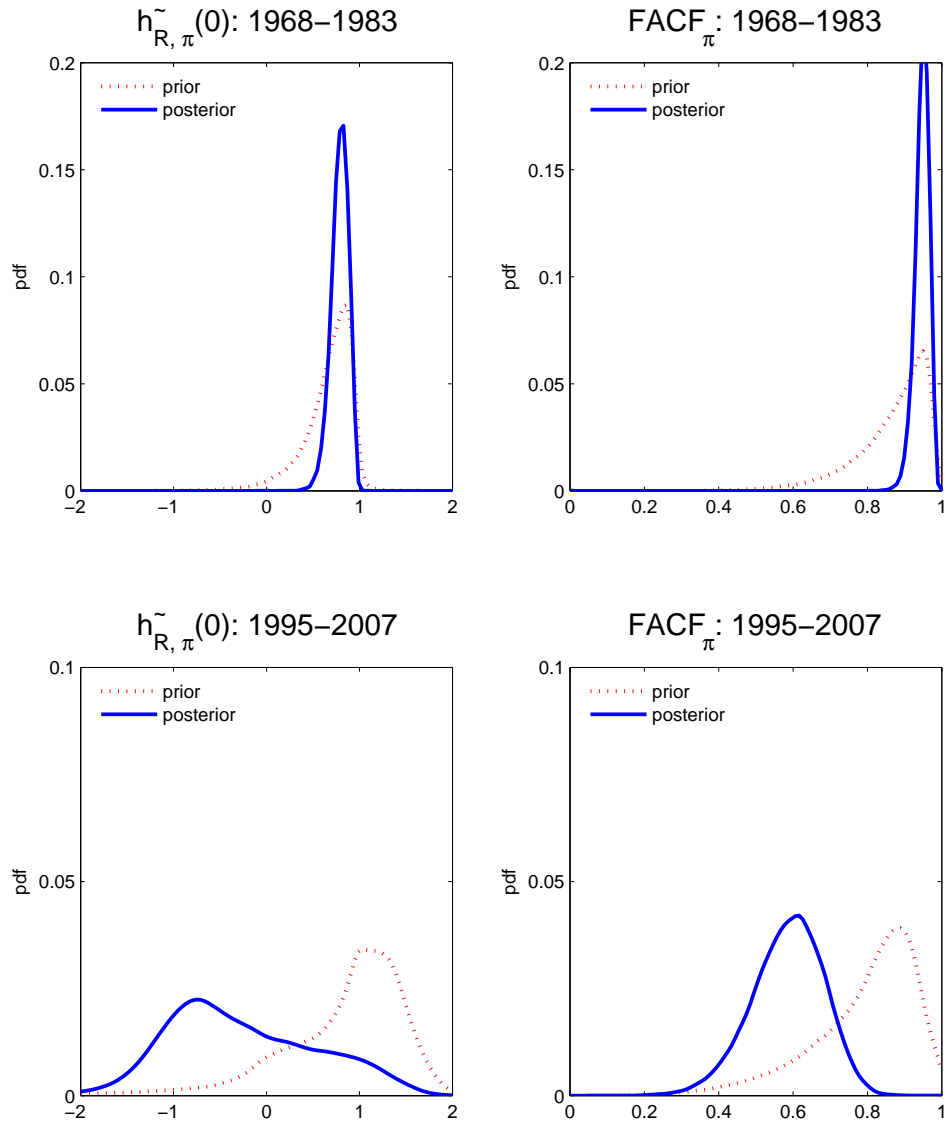 h~R, π(0): 1968−1983
prior
posterior
pdf
0.2
0.15
0.1
0.05
0
−2 −1 0 1 2
FACFπ: 1968−1983
prior
posterior
pdf
0.2
0.15
0.1
0.05
0
0 0.2 0.4 0.6 0.8 1
h~R, π(0): 1995−2007
prior
posterior
pdf
0.1
0.05
0
−2 −1 0 1 2
FACFπ: 1995−2007
prior
posterior
pdf
0.1
0.05
0
0 0.2 0.4 0.6 0.8 1